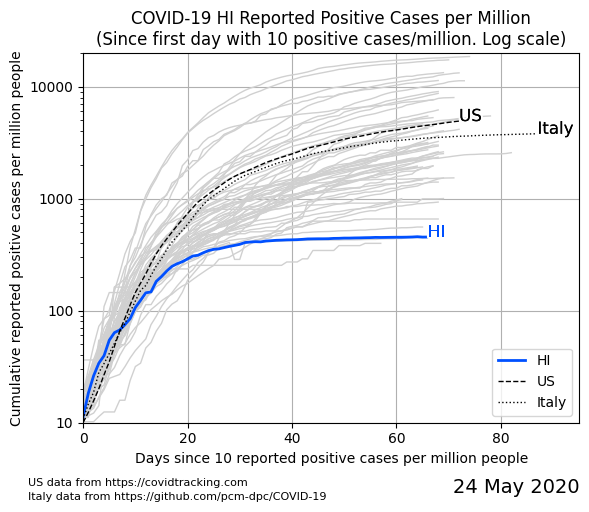 COVID-19 HI Reported Positive Cases per Million
(Since first day with 10 positive cases/million. Log scale)
Cumulative reported positive cases per million people
10000
1000
100
10
US
Italy
HI
HI
US
Italy
0
20
40
60
80
Days since 10 reported positive cases per million people
US data from https://covidtracking.com
Italy data from https://github.com/pcm-dpc/COVID-19
24 May 2020